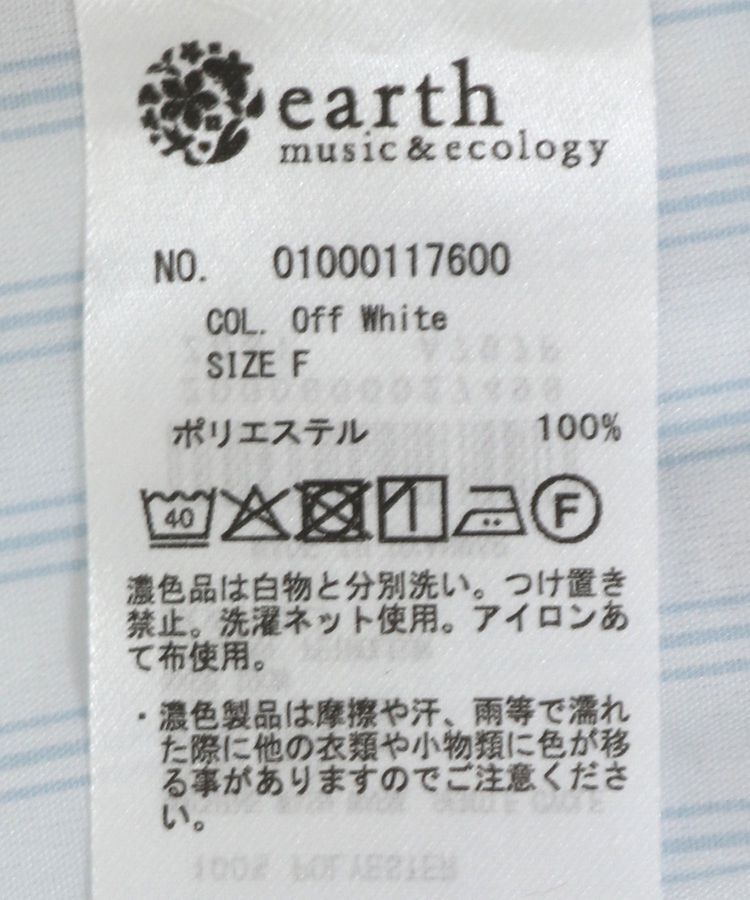 earth
music&ecology
NO. 01000117600
COL. Off White
SIZE F
ポリエステル 100%
40 F
濃色品は白物と分別洗い。つけ置き
禁止。洗濯ネット使用。アイロンあ
て布使用。
・濃色製品は摩擦や汗、雨等で濡れ
た際に他の衣類や小物類に色が移
る事がありますのでご注意くださ
い。
100% POLYESTER